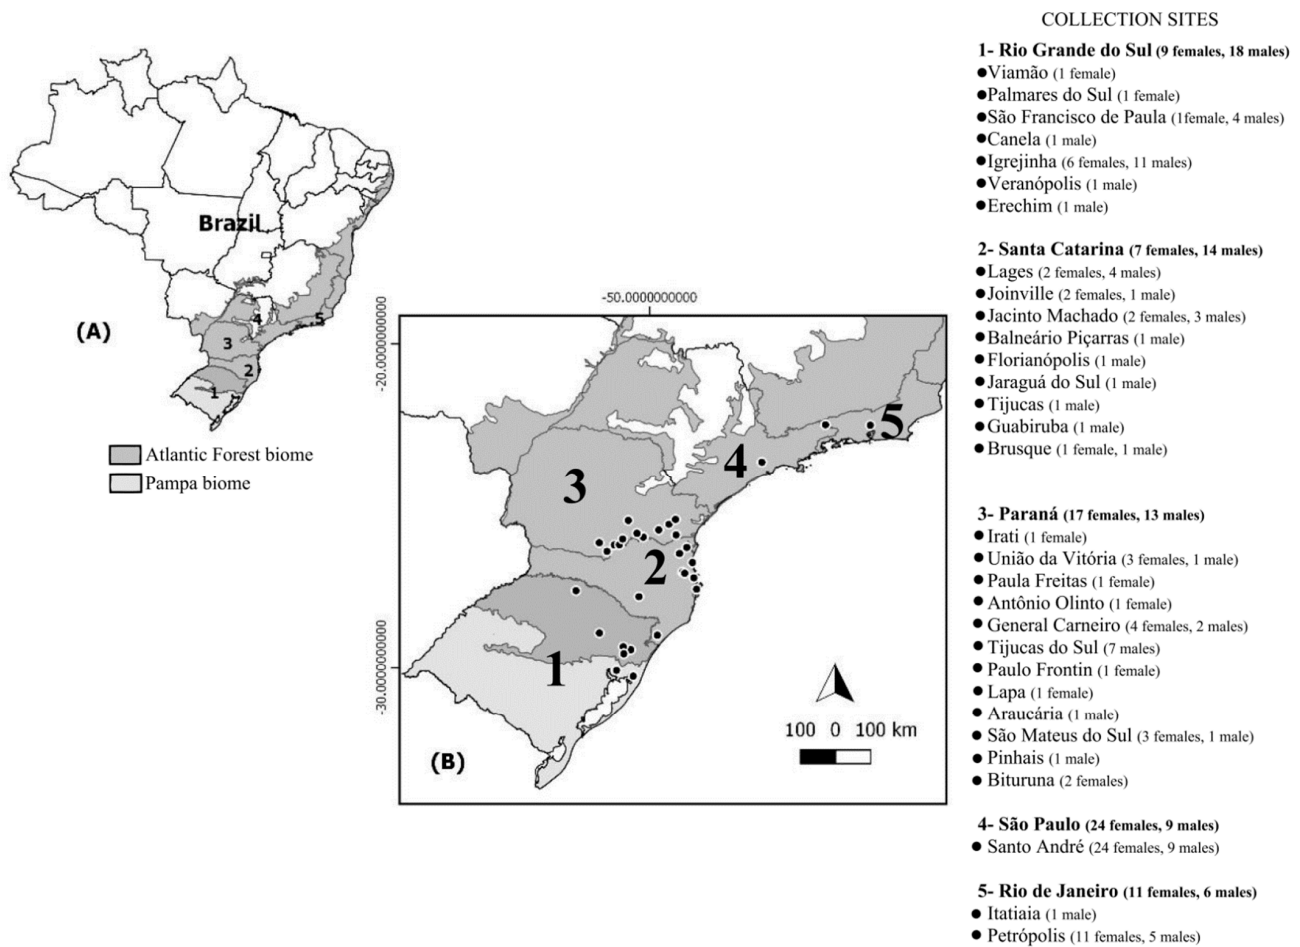 Brazil
4
5
(A)
3
2
1
Atlantic Forest biome
Pampa biome
-50.0000000000
-20.0000000000
-30.0000000000
5
4
3
2
1
100 0 100 km
(B)
COLLECTION SITES
1- Rio Grande do Sul (9 females, 18 males)
●Viamão (1 female)
●Palmares do Sul (1 female)
●São Francisco de Paula (1female, 4 males)
●Canela (1 male)
●Igrejinha (6 females, 11 males)
●Veranópolis (1 male)
●Erechim (1 male)
2- Santa Catarina (7 females, 14 males)
●Lages (2 females, 4 males)
●Joinville (2 females, 1 male)
●Jacinto Machado (2 females, 3 males)
●Balneário Piçarras (1 male)
●Florianópolis (1 male)
●Jaraguá do Sul (1 male)
●Tijucas (1 male)
●Guabiruba (1 male)
●Brusque (1 female, 1 male)
3- Paraná (17 females, 13 males)
●Irati (1 female)
●União da Vitória (3 females, 1 male)
●Paula Freitas (1 female)
●Antônio Olinto (1 female)
●General Carneiro (4 females, 2 males)
●Tijucas do Sul (7 males)
●Paulo Frontin (1 female)
●Lapa (1 female)
●Araucária (1 male)
●São Mateus do Sul (3 females, 1 male)
●Pinhais (1 male)
●Bituruna (2 females)
4- São Paulo (24 females, 9 males)
● Santo André (24 females, 9 males)
5- Rio de Janeiro (11 females, 6 males)
● Itatiaia (1 male)
● Petrópolis (11 females, 5 males)